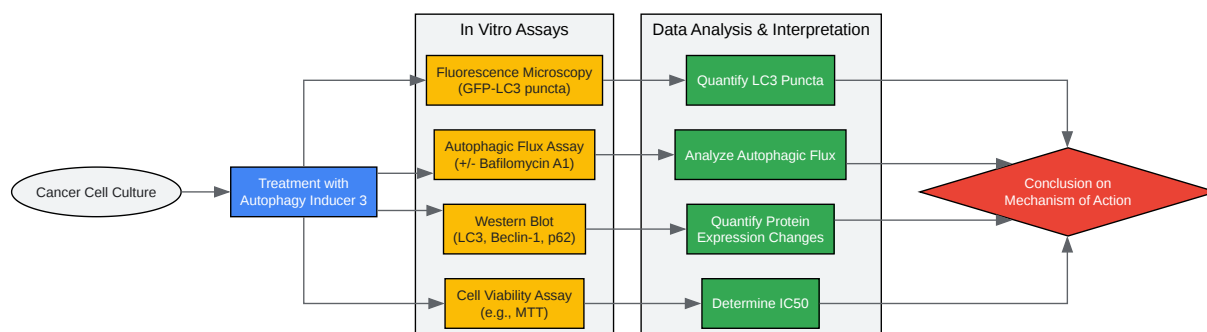 In Vitro Assays
Data Analysis & Interpretation
Fluorescence Microscopy
(GFP-LC3 puncta)
Quantify LC3 Puncta
Autophagic Flux Assay
(+/- Bafilomycin A1)
Analyze Autophagic Flux
Cancer Cell Culture
Treatment with
Autophagy Inducer 3
Conclusion on
Mechanism of Action
Western Blot
(LC3, Beclin-1, p62)
Quantify Protein
Expression Changes
Cell Viability Assay
(e.g., MTT)
Determine IC50